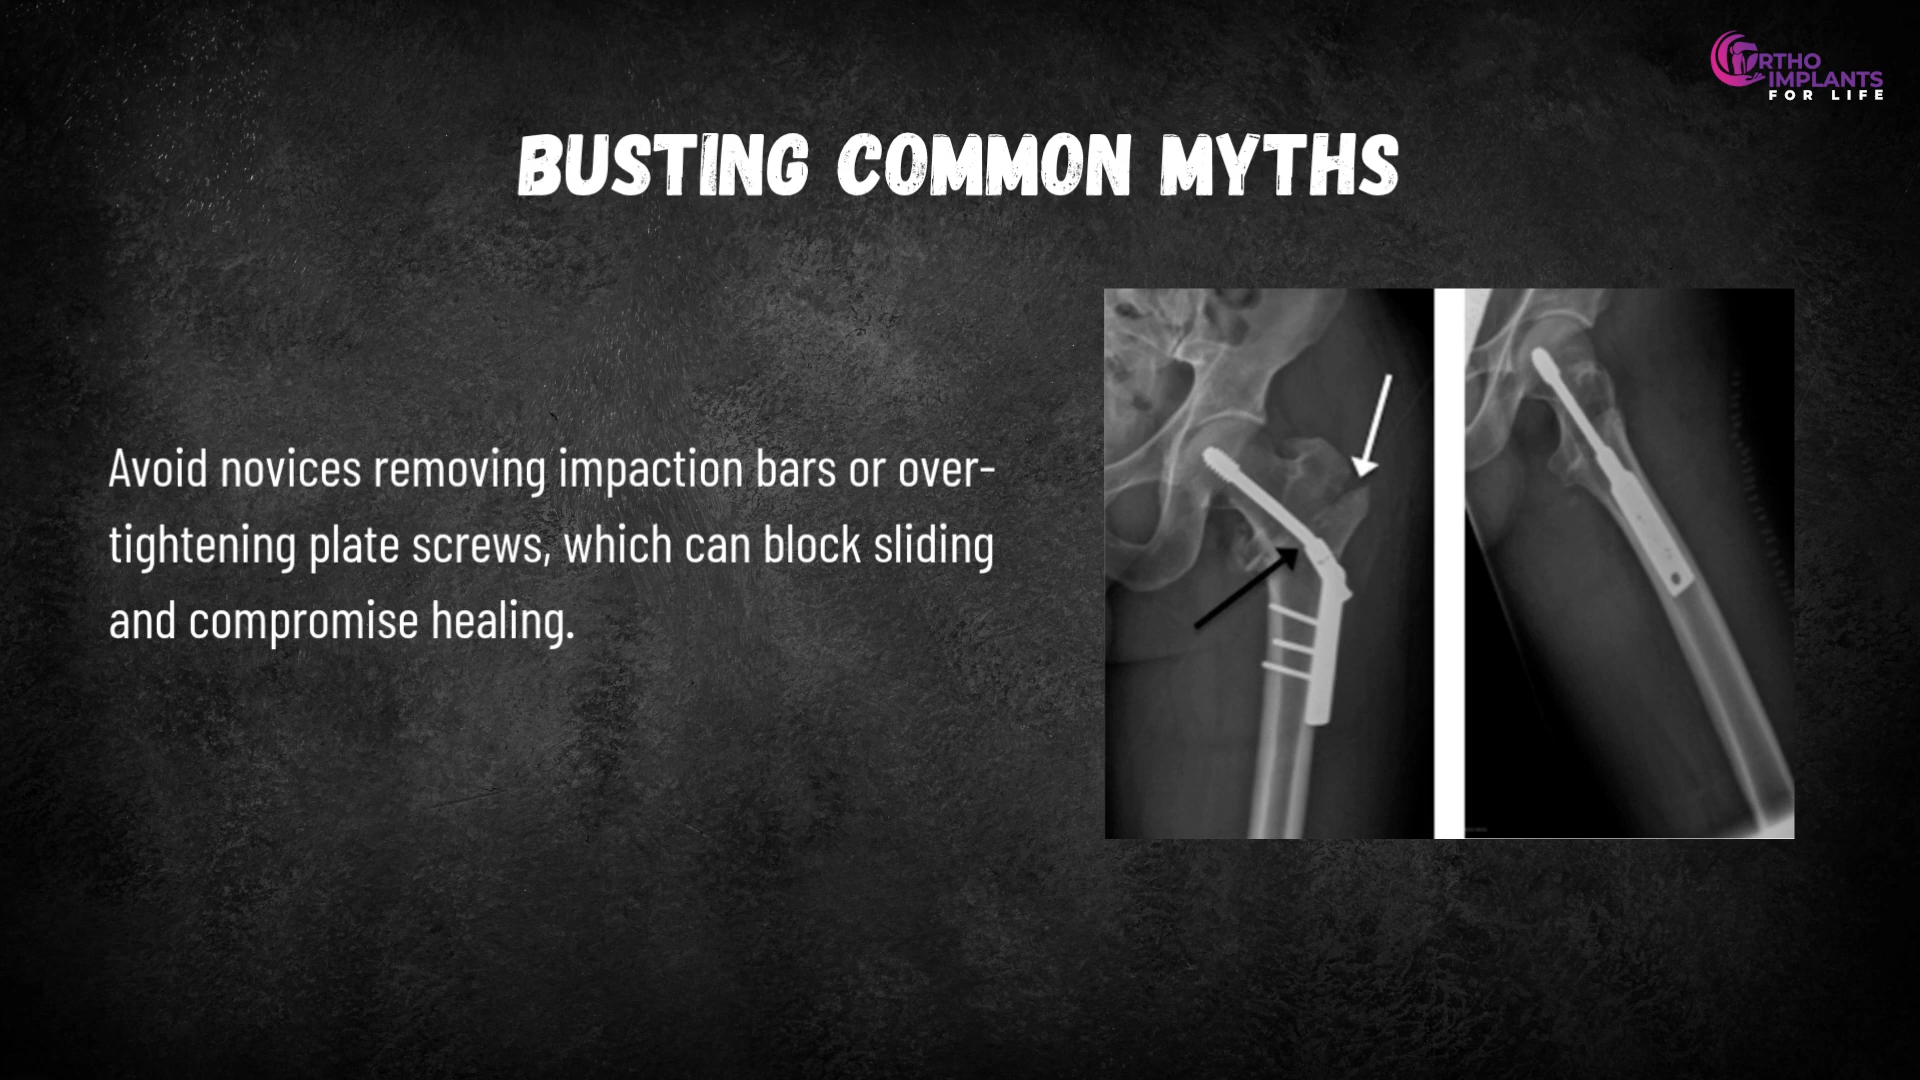 RTHO
IMPLANTS
FOR LIFE
BUSTING COMMON MYTHS
Avoid novices removing impaction bars or over-
tightening plate screws, which can block sliding
and compromise healing.